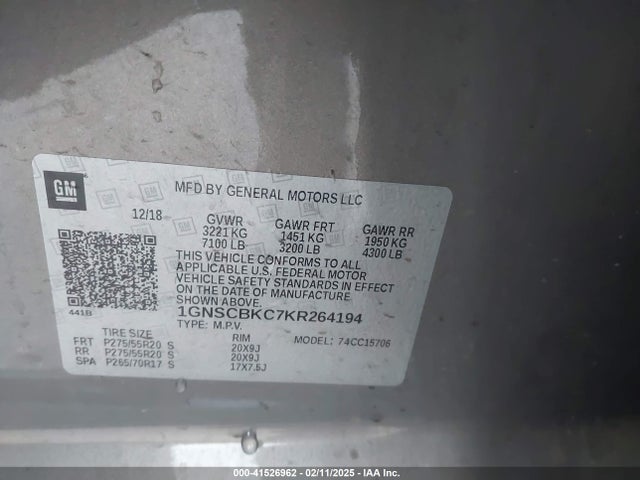 GM
MFD BY GENERAL MOTORS LLC
12/18
GVWR GAWR FRT GAWR RR
3221 KG 1451 KG 1950 KG
7100 LB 3200 LB 4300 LB
THIS VEHICLE CONFORMS TO ALL
APPLICABLE U.S. FEDERAL MOTOR
VEHICLE SAFETY STANDARDS IN EFFECT
ON THE DATE OF MANUFACTURE
SHOWN ABOVE.
441B
1GNSCBKC7KR264194
TYPE: M.P.V. MODEL: 74CC15706
TIRE SIZE RIM
FRT P275/55R20 S 20X9J
RR P275/55R20 S 20X9J
SPA P265/70R17 S 17X7.5J
000-41526962 - 02/11/2025 - IAA Inc.